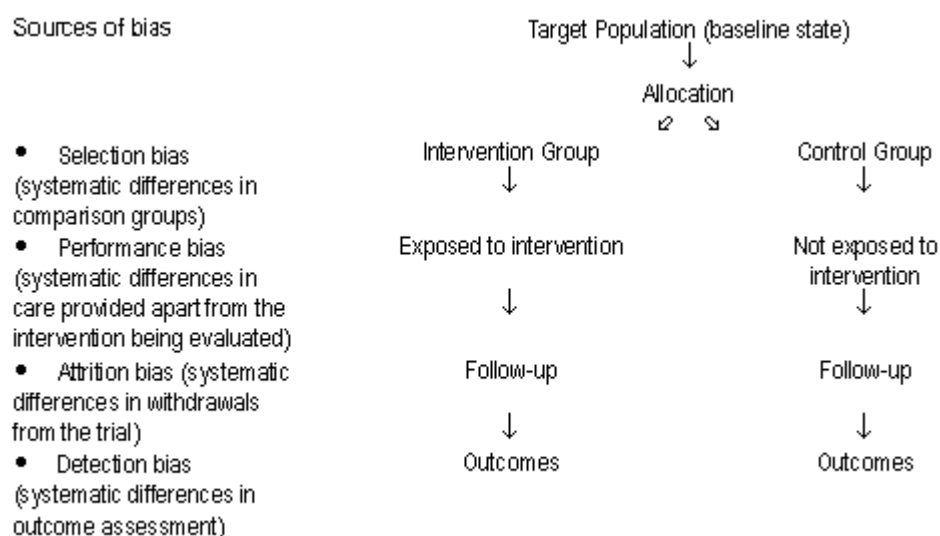 Sources of bias
Target Population (baseline state)
↓
Allocation
⬃ ⬂
• Selection bias
(systematic differences in
comparison groups)
Intervention Group
Control Group
↓ ↓
• Performance bias
(systematic differences in
care provided apart from the
intervention being evaluated)
Exposed to intervention
Not exposed to
intervention
↓ ↓
• Attrition bias (systematic
differences in withdrawals
from the trial)
Follow-up
Follow-up
↓ ↓
• Detection bias
(systematic differences in
outcome assessment)
Outcomes
Outcomes